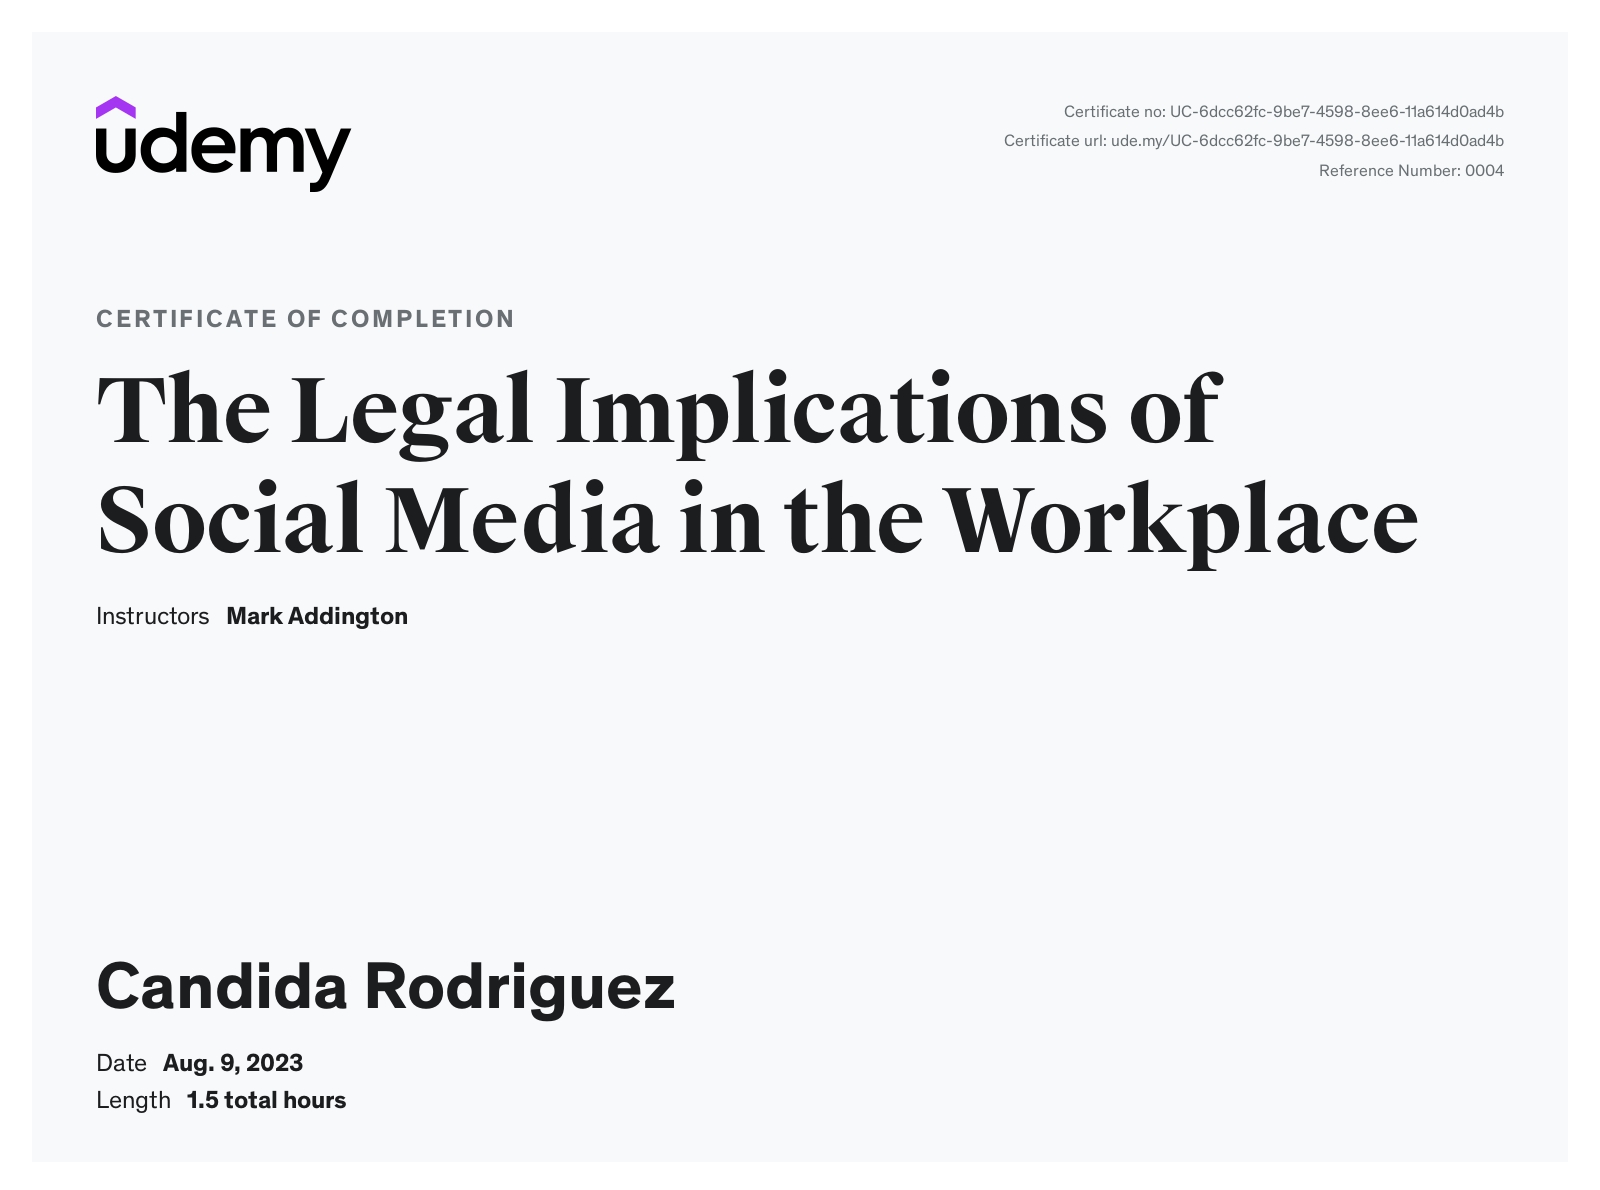 udemy
Certificate no: UC-6dcc62fc-9be7-4598-8ee6-11a614d0ad4b
Certificate url: ude.my/UC-6dcc62fc-9be7-4598-8ee6-11a614d0ad4b
Reference Number: 0004
CERTIFICATE OF COMPLETION
The Legal Implications of
Social Media in the Workplace
Instructors Mark Addington
Candida Rodriguez
Date Aug. 9, 2023
Length 1.5 total hours